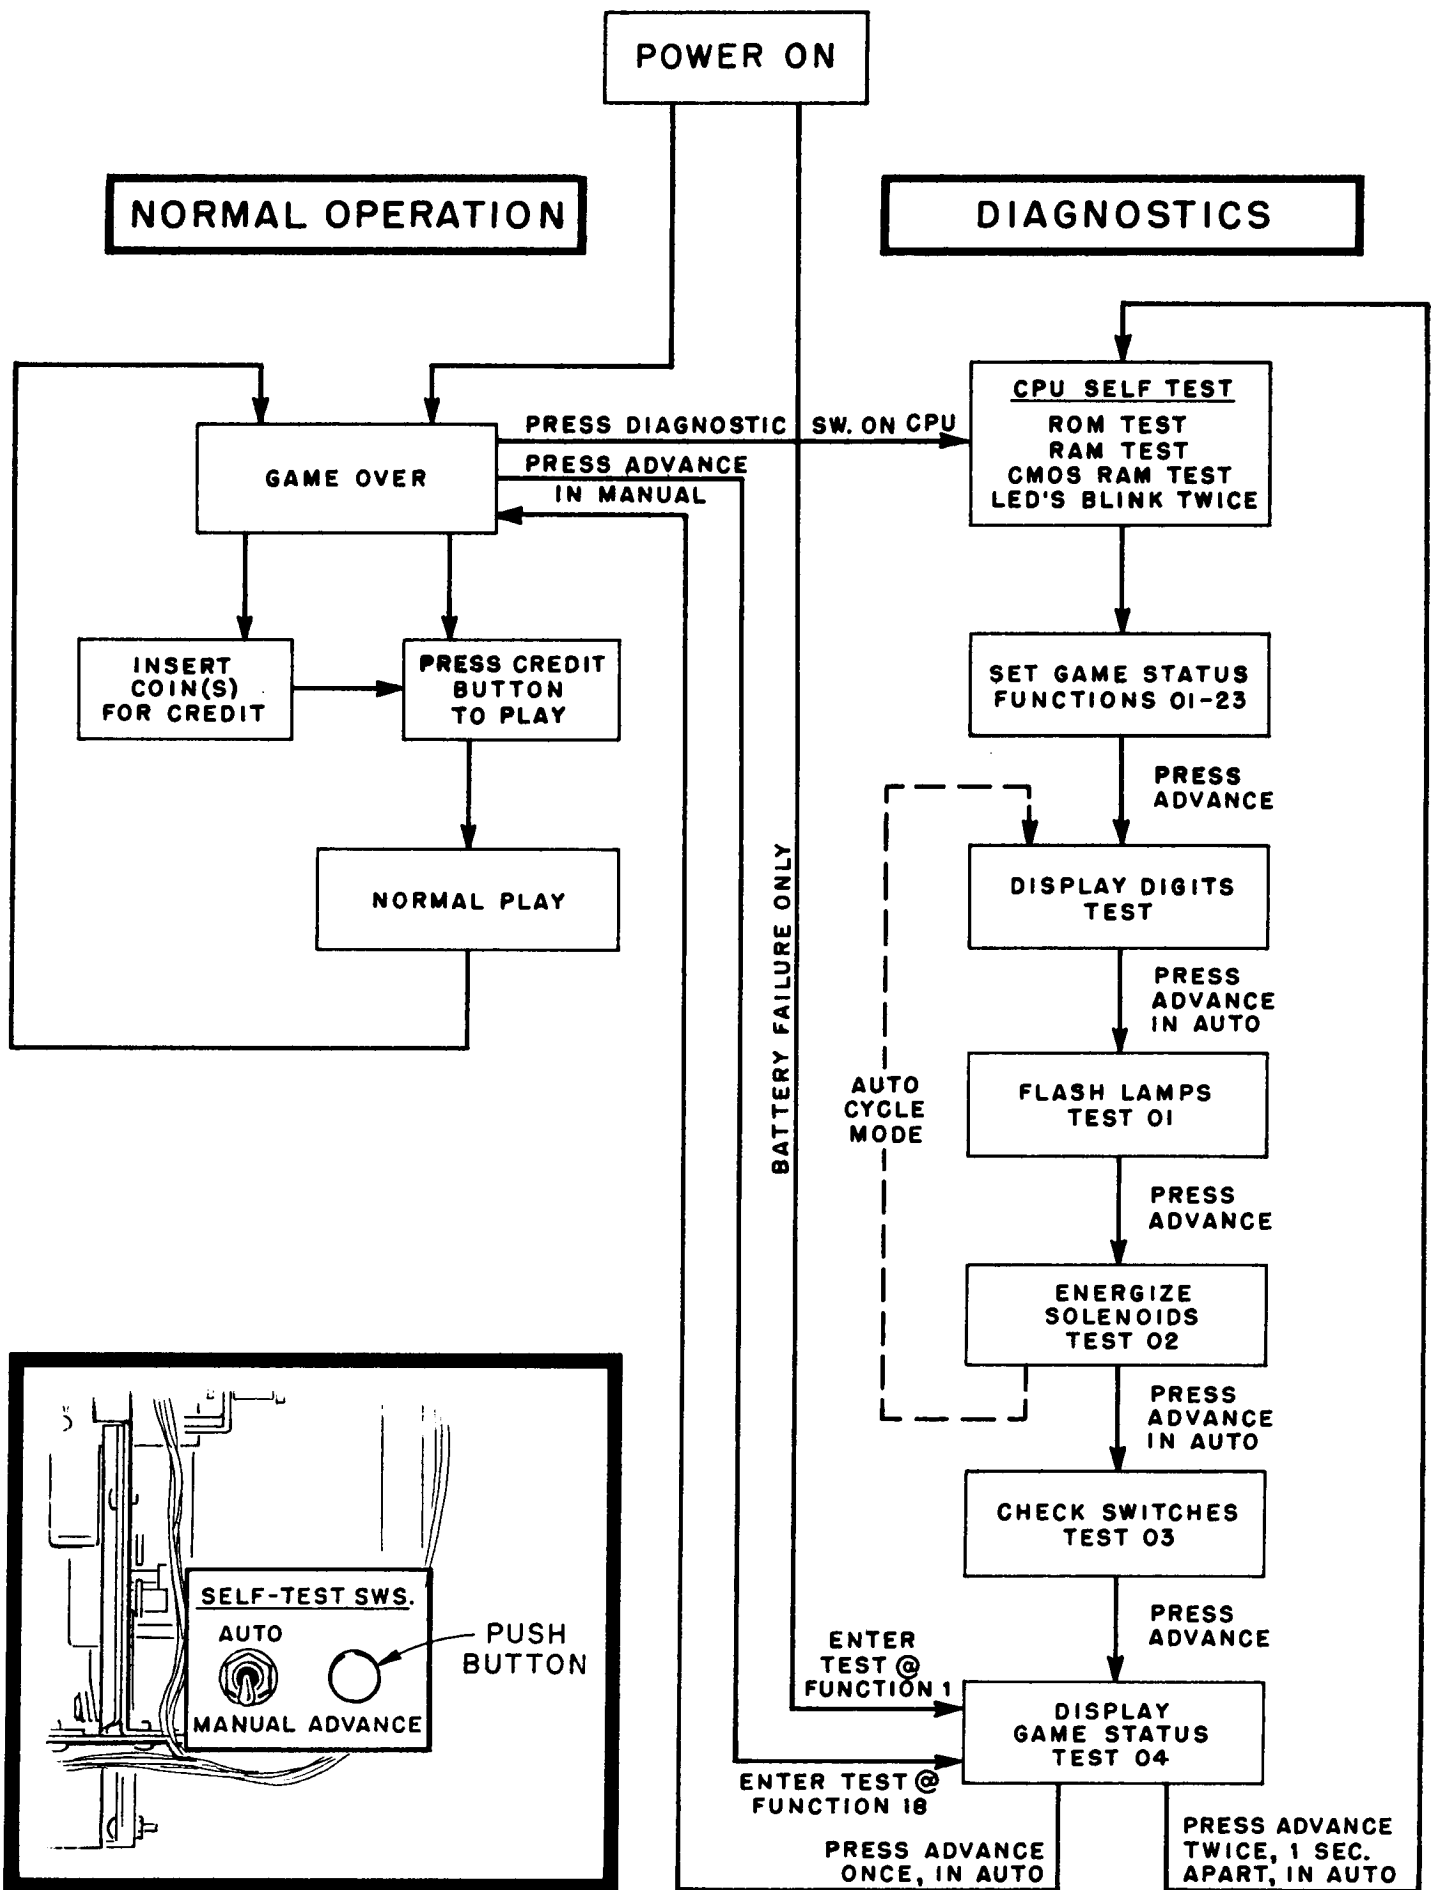 POWER ON
NORMAL OPERATION
DIAGNOSTICS
GAME OVER
PRESS DIAGNOSTIC SW. ON CPU
PRESS ADVANCE
IN MANUAL
CPU SELF TEST
ROM TEST
RAM TEST
CMOS RAM TEST
LED'S BLINK TWICE
INSERT
COIN(S)
FOR CREDIT
PRESS CREDIT
BUTTON
TO PLAY
SET GAME STATUS
FUNCTIONS 01-23
PRESS
ADVANCE
NORMAL PLAY
BATTERY FAILURE ONLY
DISPLAY DIGITS
TEST
PRESS
ADVANCE
IN AUTO
AUTO
CYCLE
MODE
FLASH LAMPS
TEST 01
PRESS
ADVANCE
ENERGIZE
SOLENOIDS
TEST 02
PRESS
ADVANCE
IN AUTO
CHECK SWITCHES
TEST 03
PRESS
ADVANCE
SELF-TEST SWS.
AUTO
MANUAL ADVANCE
PUSH
BUTTON
ENTER
TEST @
FUNCTION 1
DISPLAY
GAME STATUS
TEST 04
ENTER TEST @
FUNCTION 18
PRESS ADVANCE
ONCE, IN AUTO
PRESS ADVANCE
TWICE, 1 SEC.
APART, IN AUTO